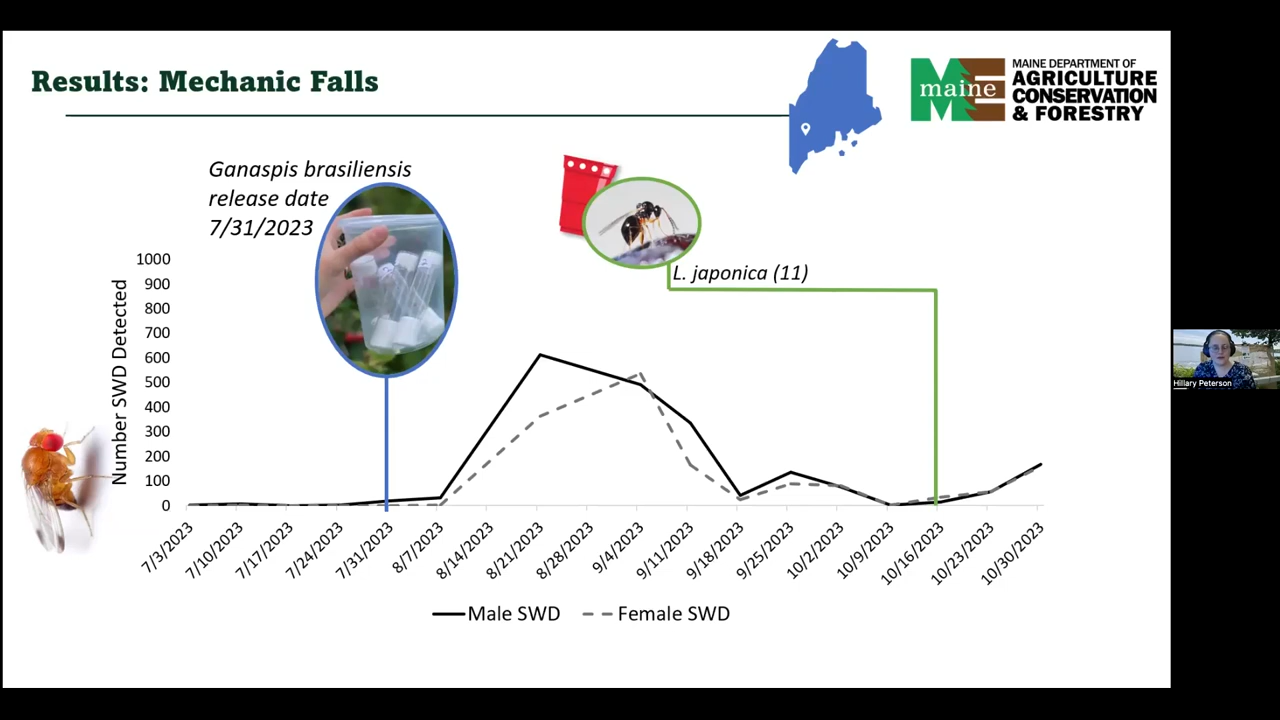 Results: Mechanic Falls
maine
MAINE DEPARTMENT OF
AGRICULTURE
CONSERVATION
& FORESTRY
Ganaspis brasiliensis
release date
7/31/2023
L. japonica (11)
Number SWD Detected
1000
900
800
700
600
500
400
300
200
100
0
7/3/2023
7/10/2023
7/17/2023
7/24/2023
7/31/2023
8/7/2023
8/14/2023
8/21/2023
8/28/2023
9/4/2023
9/11/2023
9/18/2023
9/25/2023
10/2/2023
10/9/2023
10/16/2023
10/23/2023
10/30/2023
Male SWD
Female SWD
Hillary Peterson